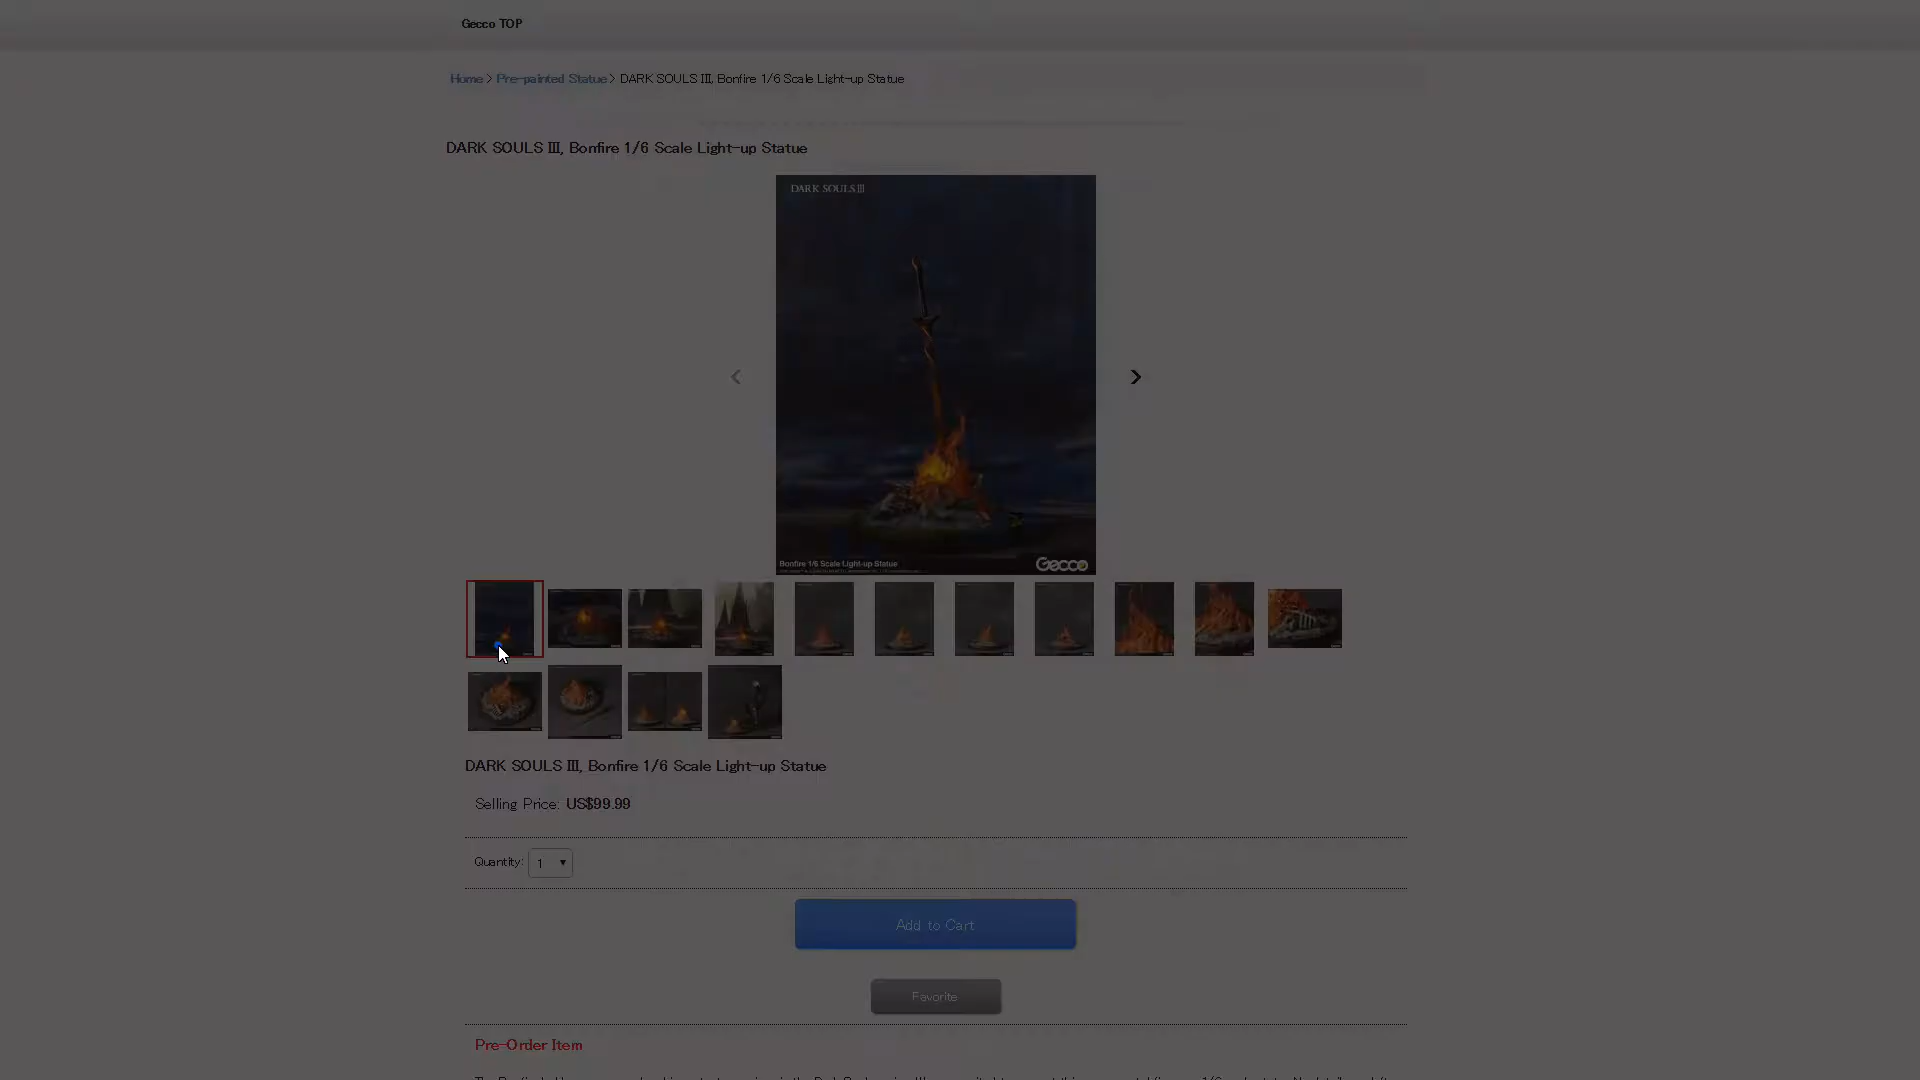 Gecco TOP
Home > Pre-painted Statue > DARK SOULS III, Bonfire 1/6 Scale Light-up Statue
DARK SOULS III, Bonfire 1/6 Scale Light-up Statue
DARK SOULS III
Bonfire 1/6 Scale Light-up Statue
Gecco
DARK SOULS III, Bonfire 1/6 Scale Light-up Statue
Selling Price: US$99.99
Quantity: 1
Add to Cart
Favorite
Pre-Order Item